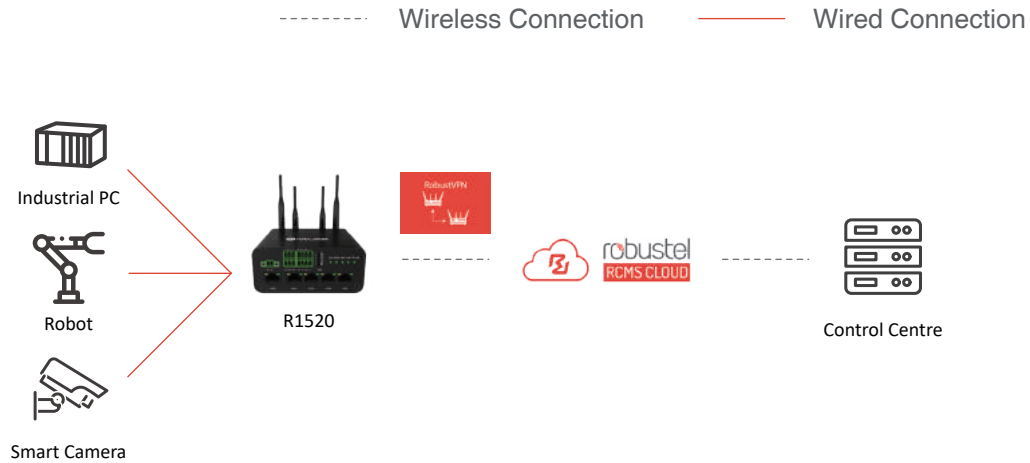 Wireless Connection
Wired Connection
Industrial PC
Robot
Smart Camera
R1520
RobustVPN
robustel
RCMS CLOUD
Control Centre